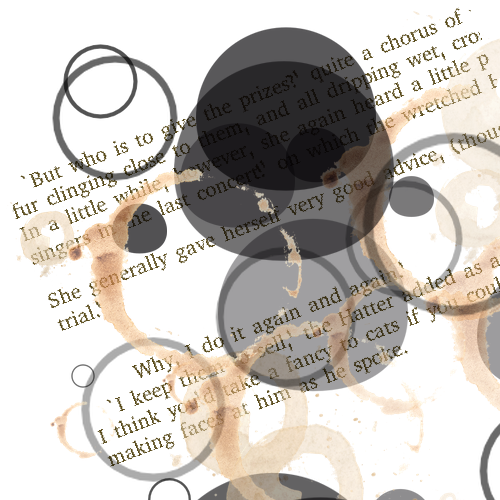 `But who is to give the prizes?' quite a chorus of
fur clinging close to them, and all dripping wet, cro
In a little while, however, she again heard a little p
singers in the last concert!' on which the wretched
She generally gave herself very good advice, (thou
trial.'
Why, I do it again and again.'
`I keep them to sell,' the Hatter added as a
I think you'd take a fancy to cats if you coul
making faces at him as he spoke.